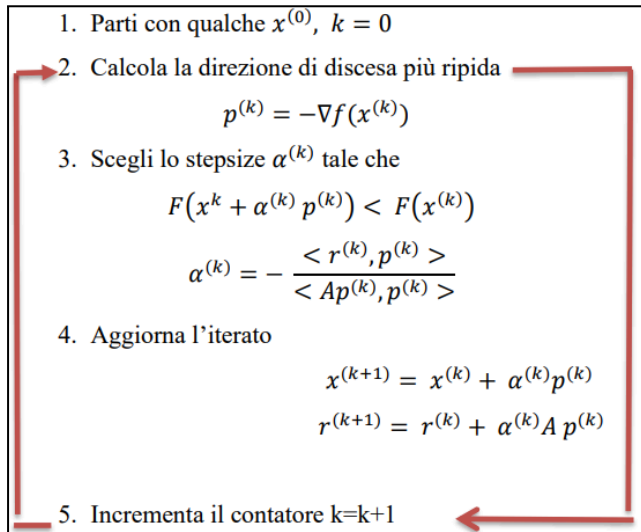 1. Parti con qualche x^(0), k = 0
2. Calcola la direzione di discesa più ripida
p^(k) = −∇f(x^(k))
3. Scegli lo stepsize α^(k) tale che
F(x^k + α^(k) p^(k)) < F(x^(k))
α^(k) = − < r^(k), p^(k) > / < Ap^(k), p^(k) >
4. Aggiorna l'iterato
x^(k+1) = x^(k) + α^(k)p^(k)
r^(k+1) = r^(k) + α^(k)A p^(k)
5. Incrementa il contatore k=k+1